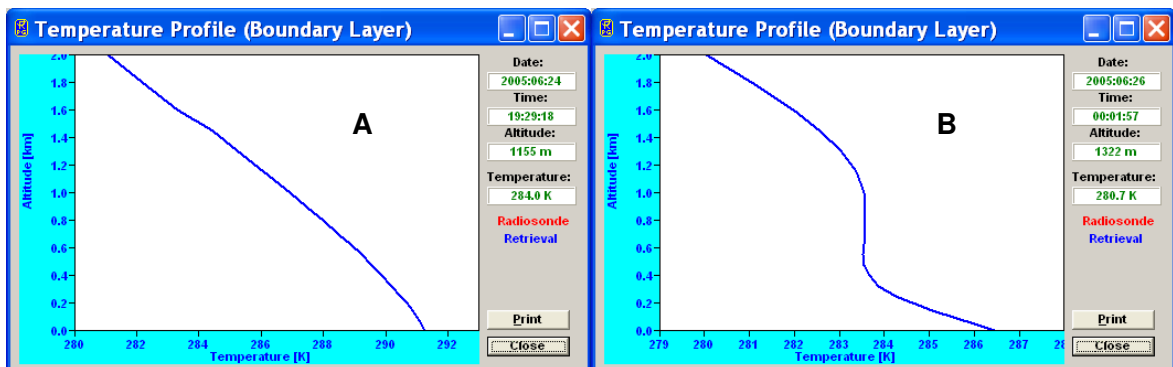 Temperature Profile (Boundary Layer)
A
Date:
2005:06:24
Time:
19:29:18
Altitude:
1155 m
Temperature:
284.0 K
Radiosonde
Retrieval
Print
Close
Altitude [km]
2.0
1.8
1.6
1.4
1.2
1.0
0.8
0.6
0.4
0.2
0.0
280 282 284 286 288 290 292
Temperature [K]
Temperature Profile (Boundary Layer)
B
Date:
2005:06:26
Time:
00:01:57
Altitude:
1322 m
Temperature:
280.7 K
Radiosonde
Retrieval
Print
Close
Altitude [km]
2.0
1.8
1.6
1.4
1.2
1.0
0.8
0.6
0.4
0.2
0.0
279 280 281 282 283 284 285 286 287
Temperature [K]